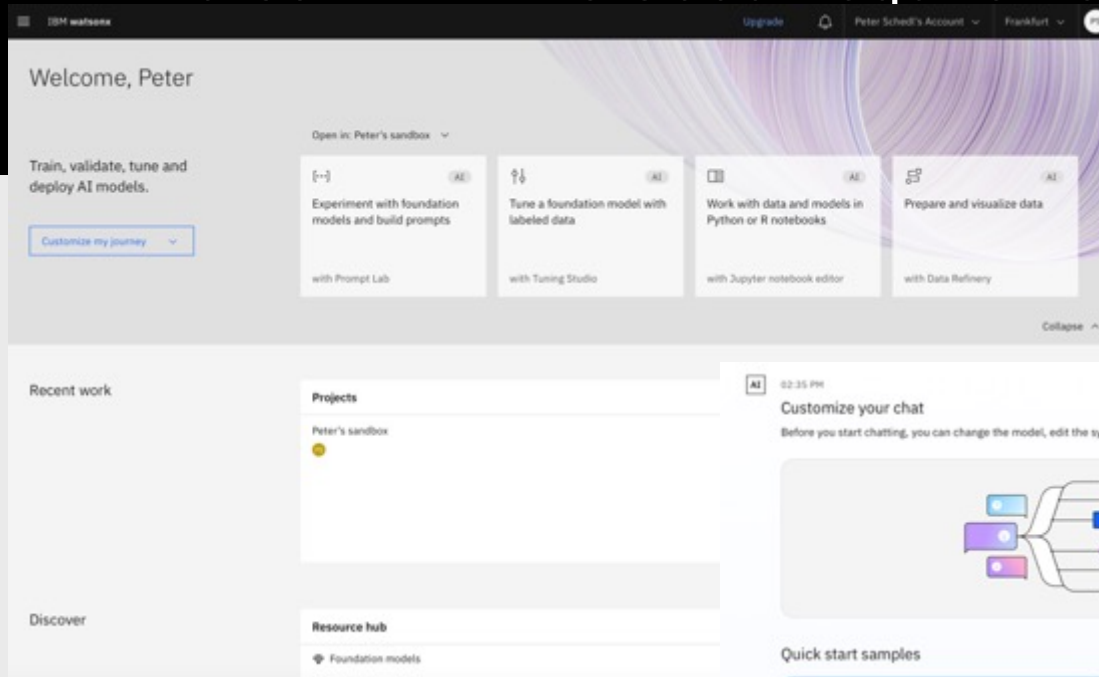 IBM watsonx
Upgrade
Peter Schedl's Account
Frankfurt
Welcome, Peter
Open in: Peter's sandbox
Train, validate, tune and
deploy AI models.
Customize my journey
AI
Experiment with foundation
models and build prompts
with Prompt Lab
AI
Tune a foundation model with
labeled data
with Tuning Studio
AI
Work with data and models in
Python or R notebooks
with Jupyter notebook editor
AI
Prepare and visualize data
with Data Refinery
Collapse
Recent work
Projects
Peter's sandbox
AI
02:35 PM
Customize your chat
Before you start chatting, you can change the model, edit the
Quick start samples
Discover
Resource hub
Foundation models